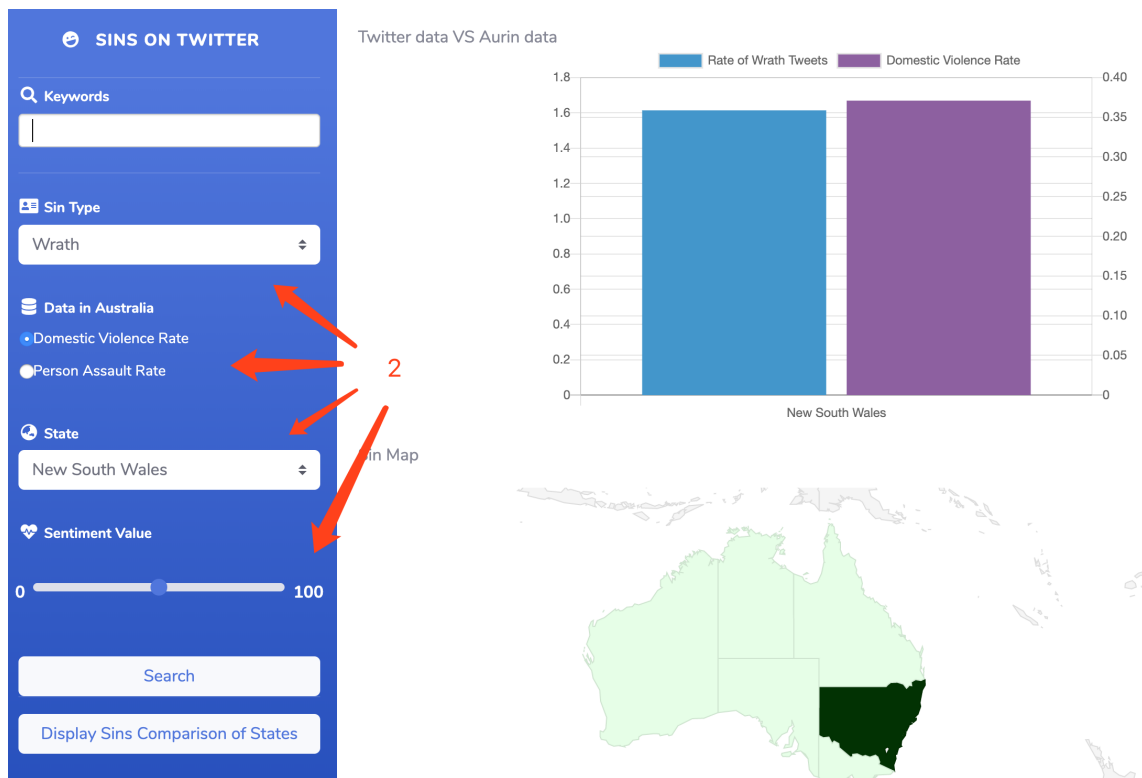 SINS ON TWITTER
Keywords
Sin Type
Wrath
Data in Australia
Domestic Violence Rate
Person Assault Rate
2
State
New South Wales
Sentiment Value
0
100
Search
Display Sins Comparison of States
Twitter data VS Aurin data
Rate of Wrath Tweets
Domestic Violence Rate
1.8
1.6
1.4
1.2
1.0
0.8
0.6
0.4
0.2
0
0.40
0.35
0.30
0.25
0.20
0.15
0.10
0.05
0
New South Wales
Sin Map